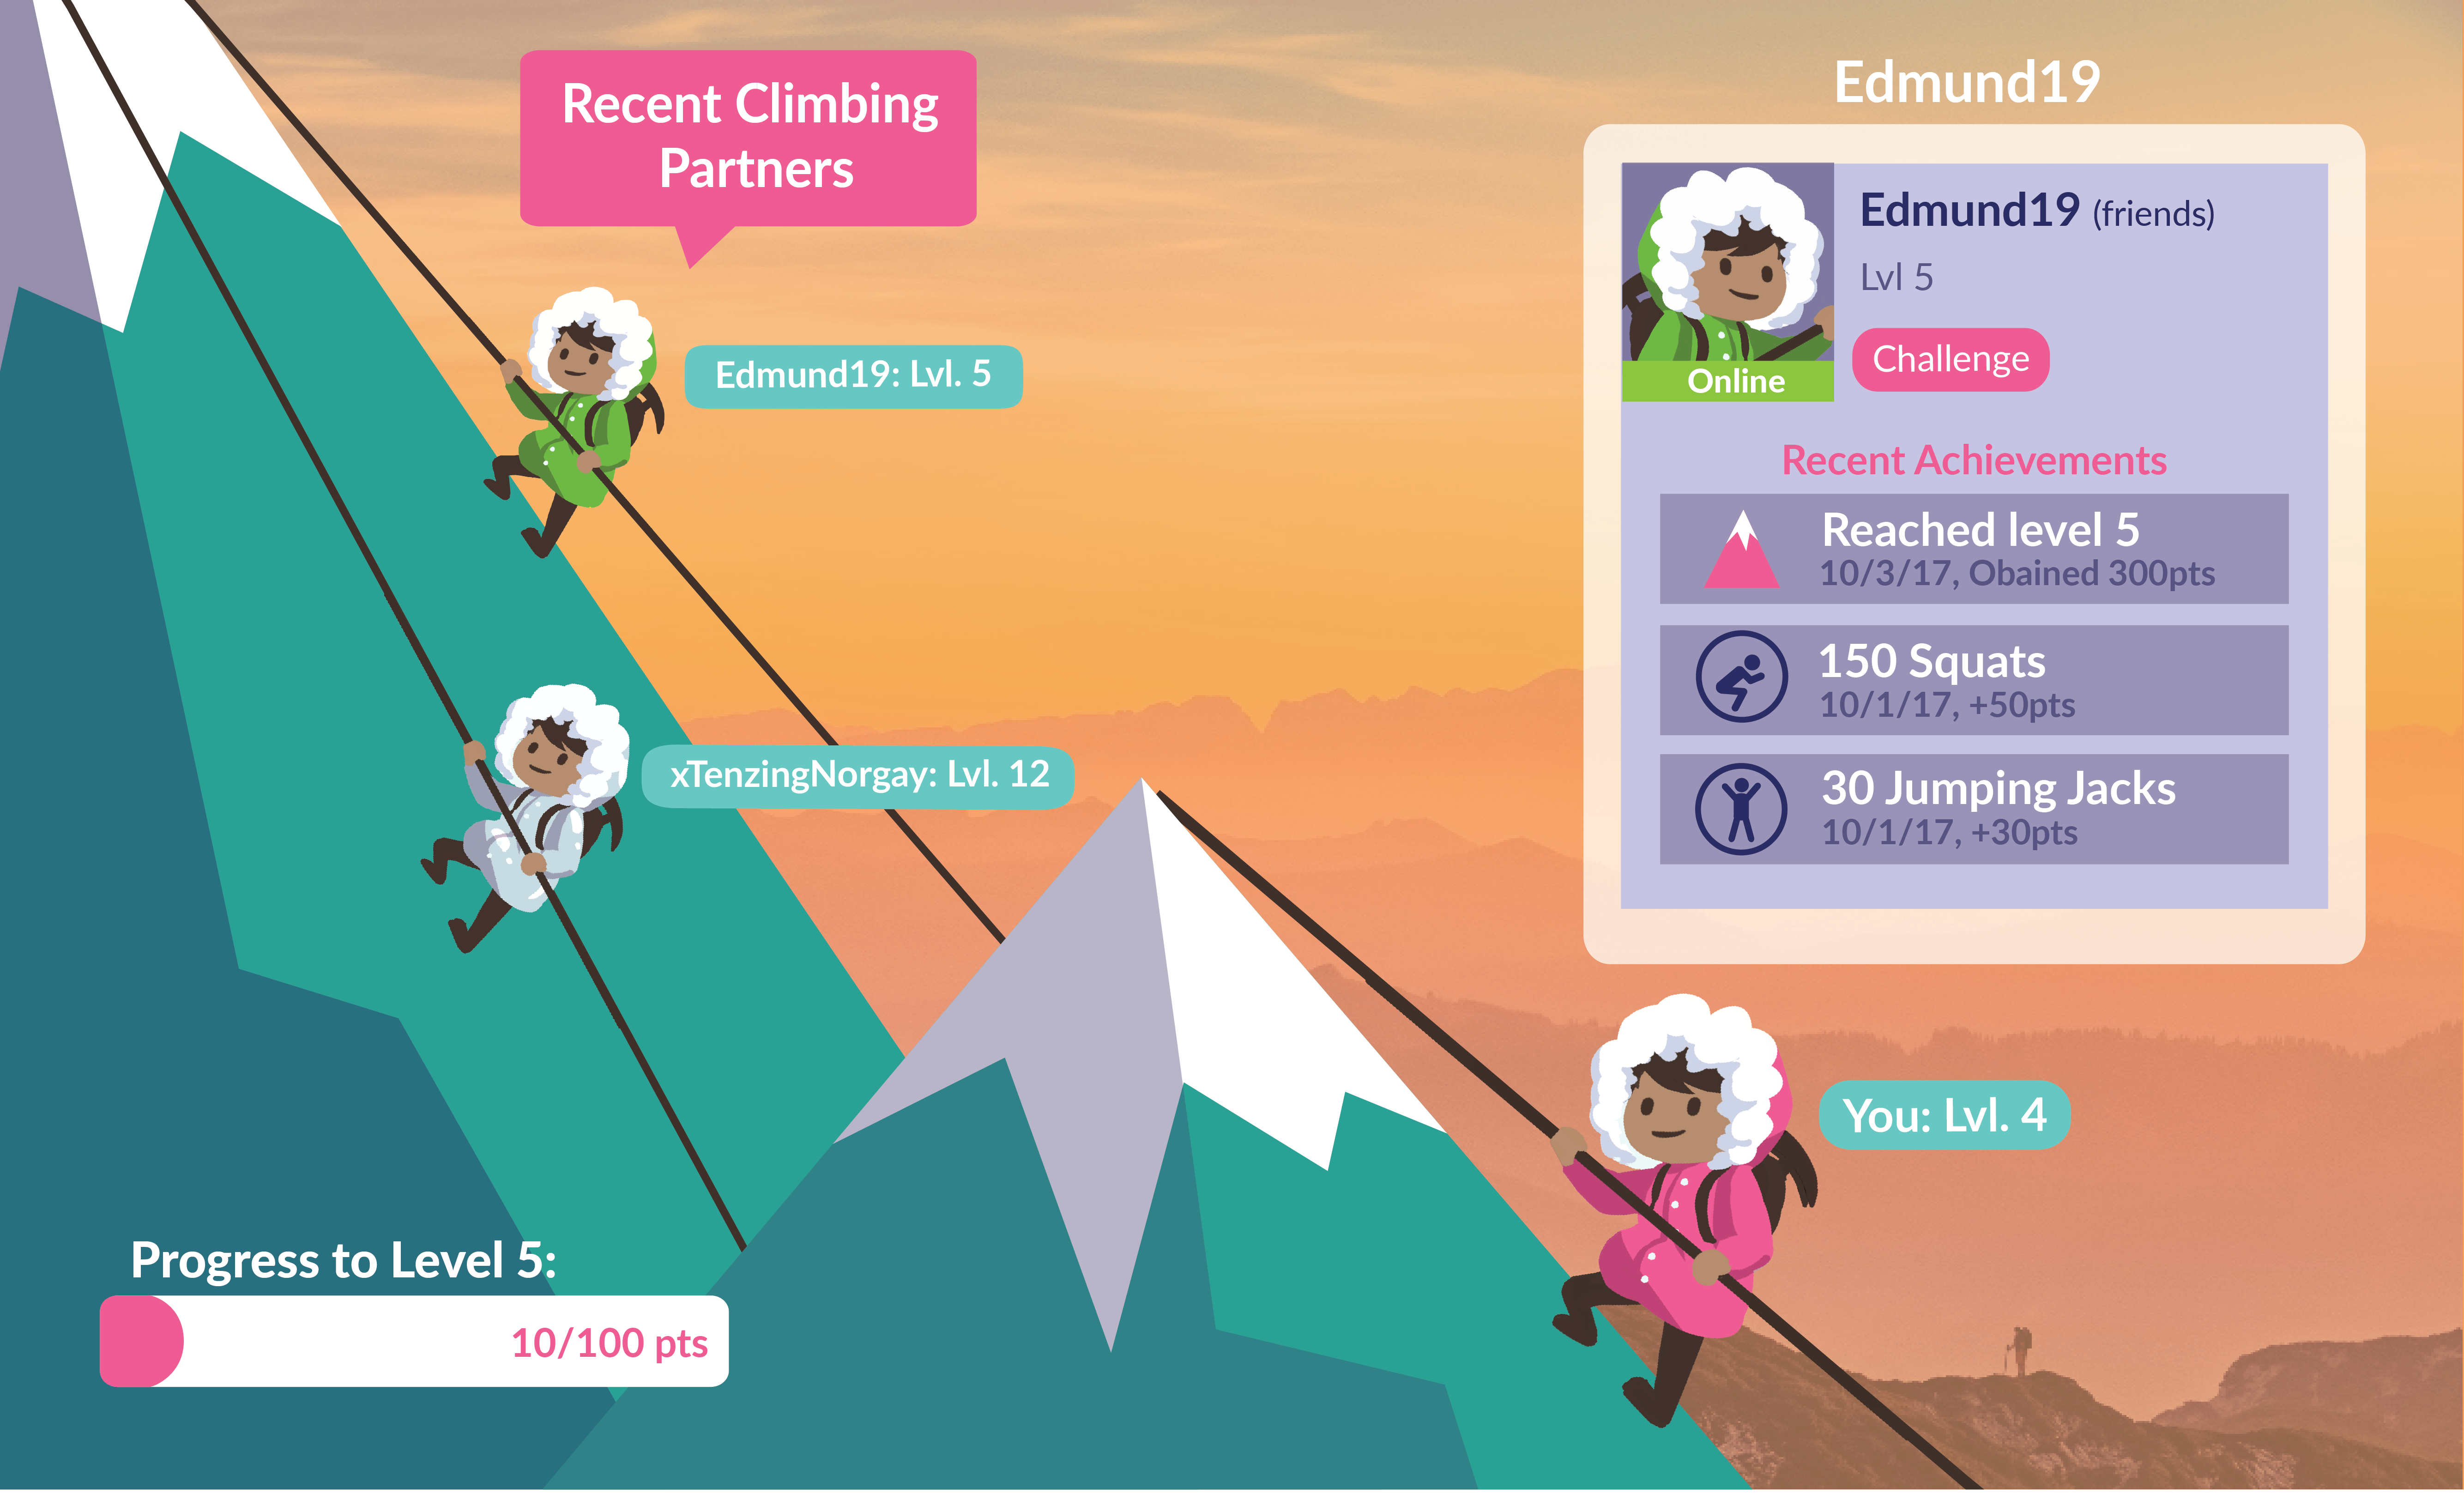 Recent Climbing
Partners
Edmund19: Lvl. 5
xTenzingNorgay: Lvl. 12
Progress to Level 5:
10/100 pts
You: Lvl. 4
Edmund19
Edmund19 (friends)
Lvl 5
Challenge
Online
Recent Achievements
Reached level 5
10/3/17, Obained 300pts
150 Squats
10/1/17, +50pts
30 Jumping Jacks
10/1/17, +30pts